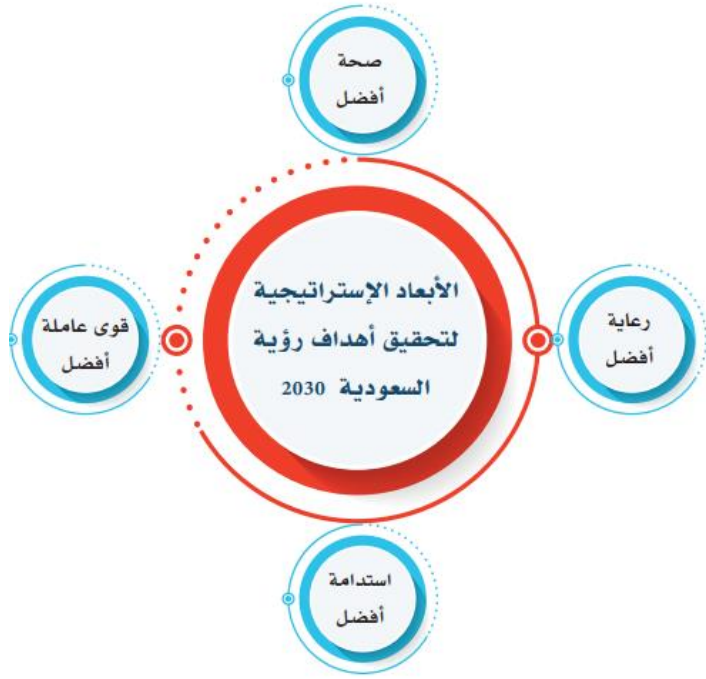 صحة
أفضل
الأبعاد الإستراتيجية
لتحقيق أهداف رؤية
السعودية 2030
رعاية
أفضل
قوى عاملة
أفضل
استدامة
أفضل